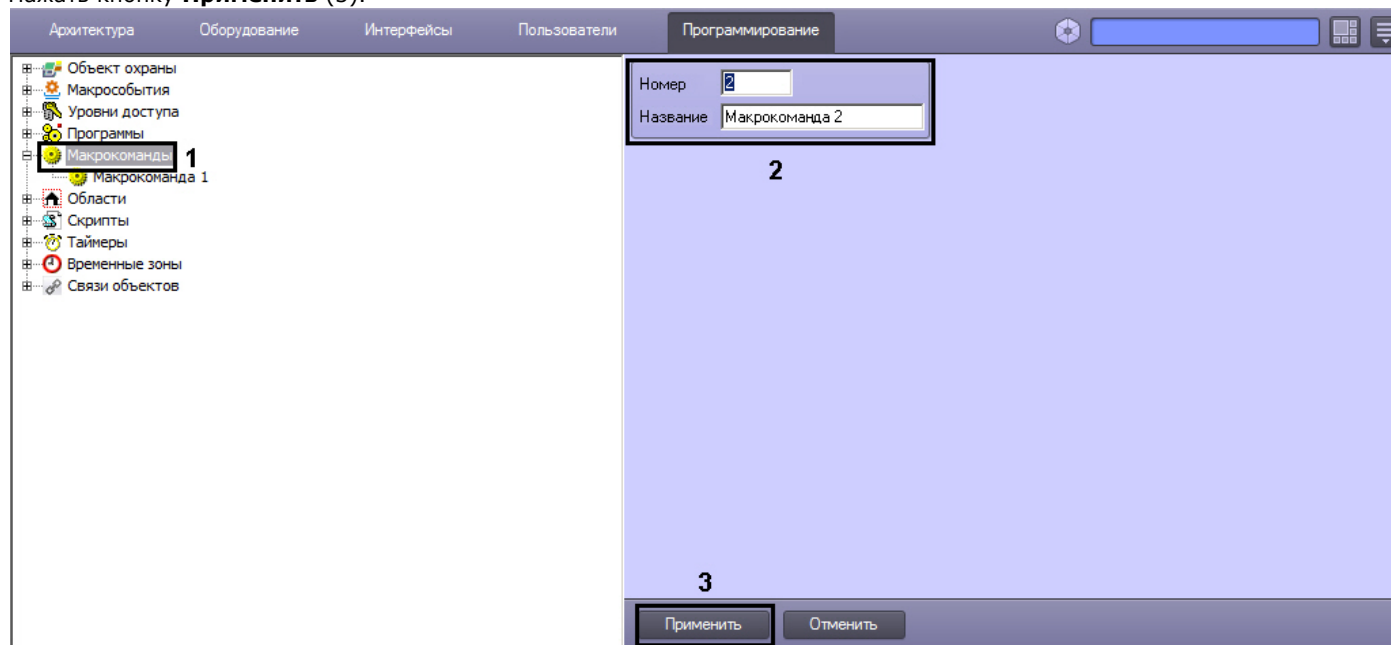 Нажать кнопку Применить (3).
Архитектура Оборудование Интерфейсы Пользователи Программирование
Объект охраны
Макрособытия
Уровни доступа
Программы
Макрокоманды 1
Макрокоманда 1
Области
Скрипты
Таймеры
Временные зоны
Связи объектов
Номер 2
Название Макрокоманда 2
2
3
Применить Отменить